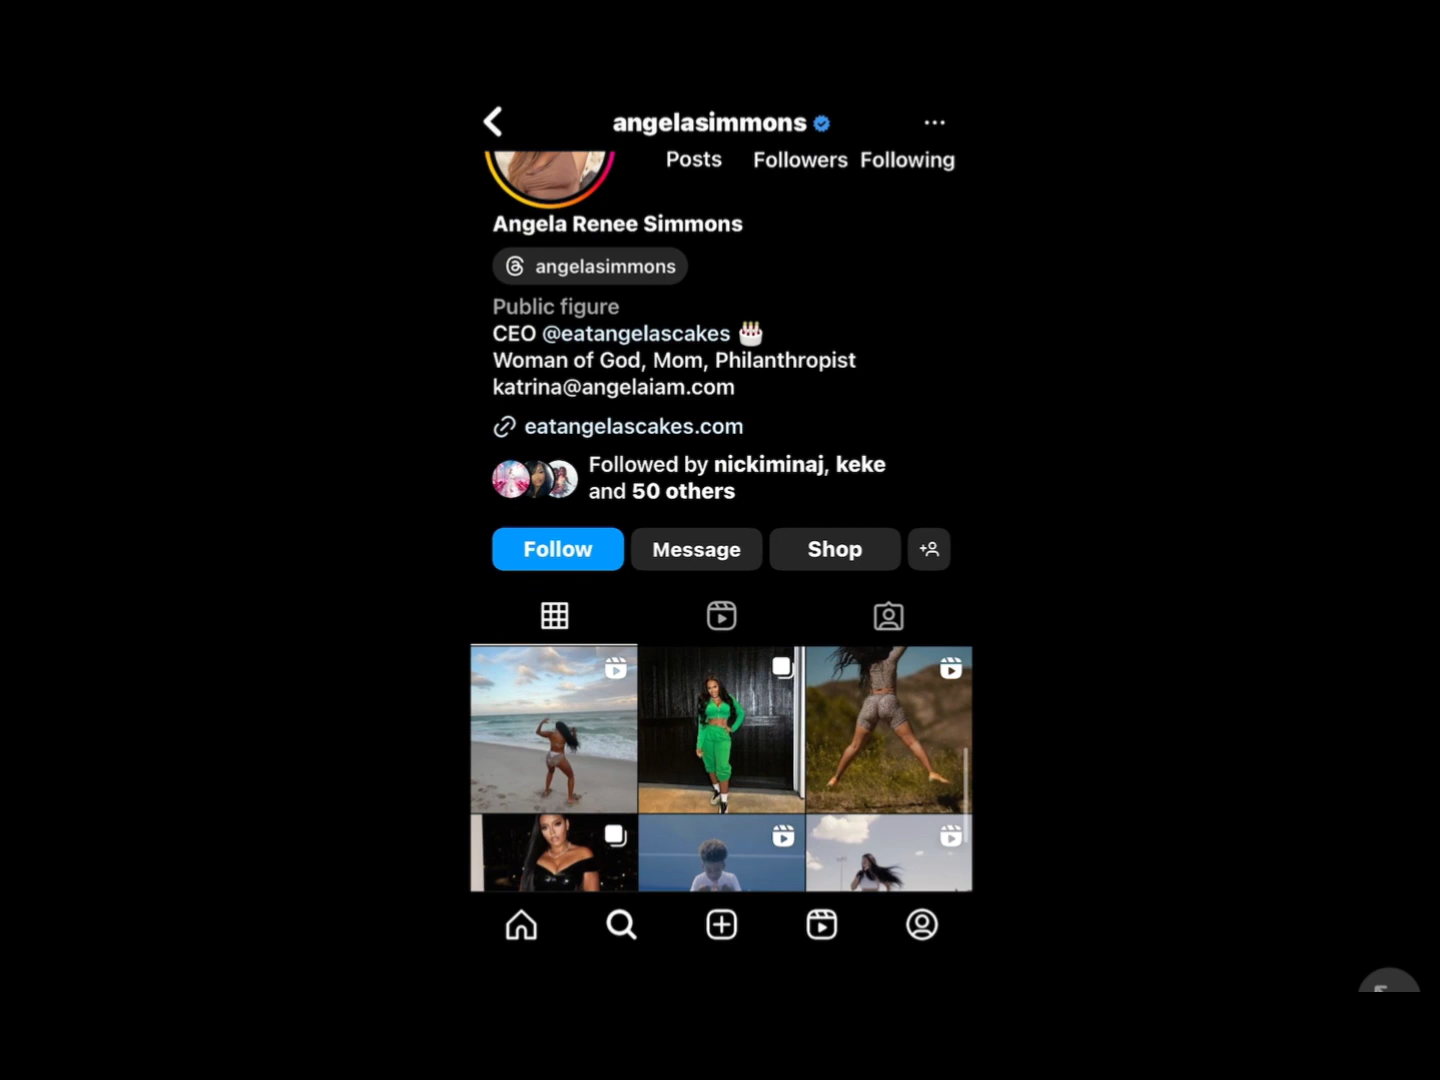 angelasimmons
Posts Followers Following
Angela Renee Simmons
angelasimmons
Public figure
CEO @eatangelascakes 🎂
Woman of God, Mom, Philanthropist
katrina@angelaiam.com
eatangelascakes.com
Followed by nickiminaj, keke
and 50 others
Follow Message Shop